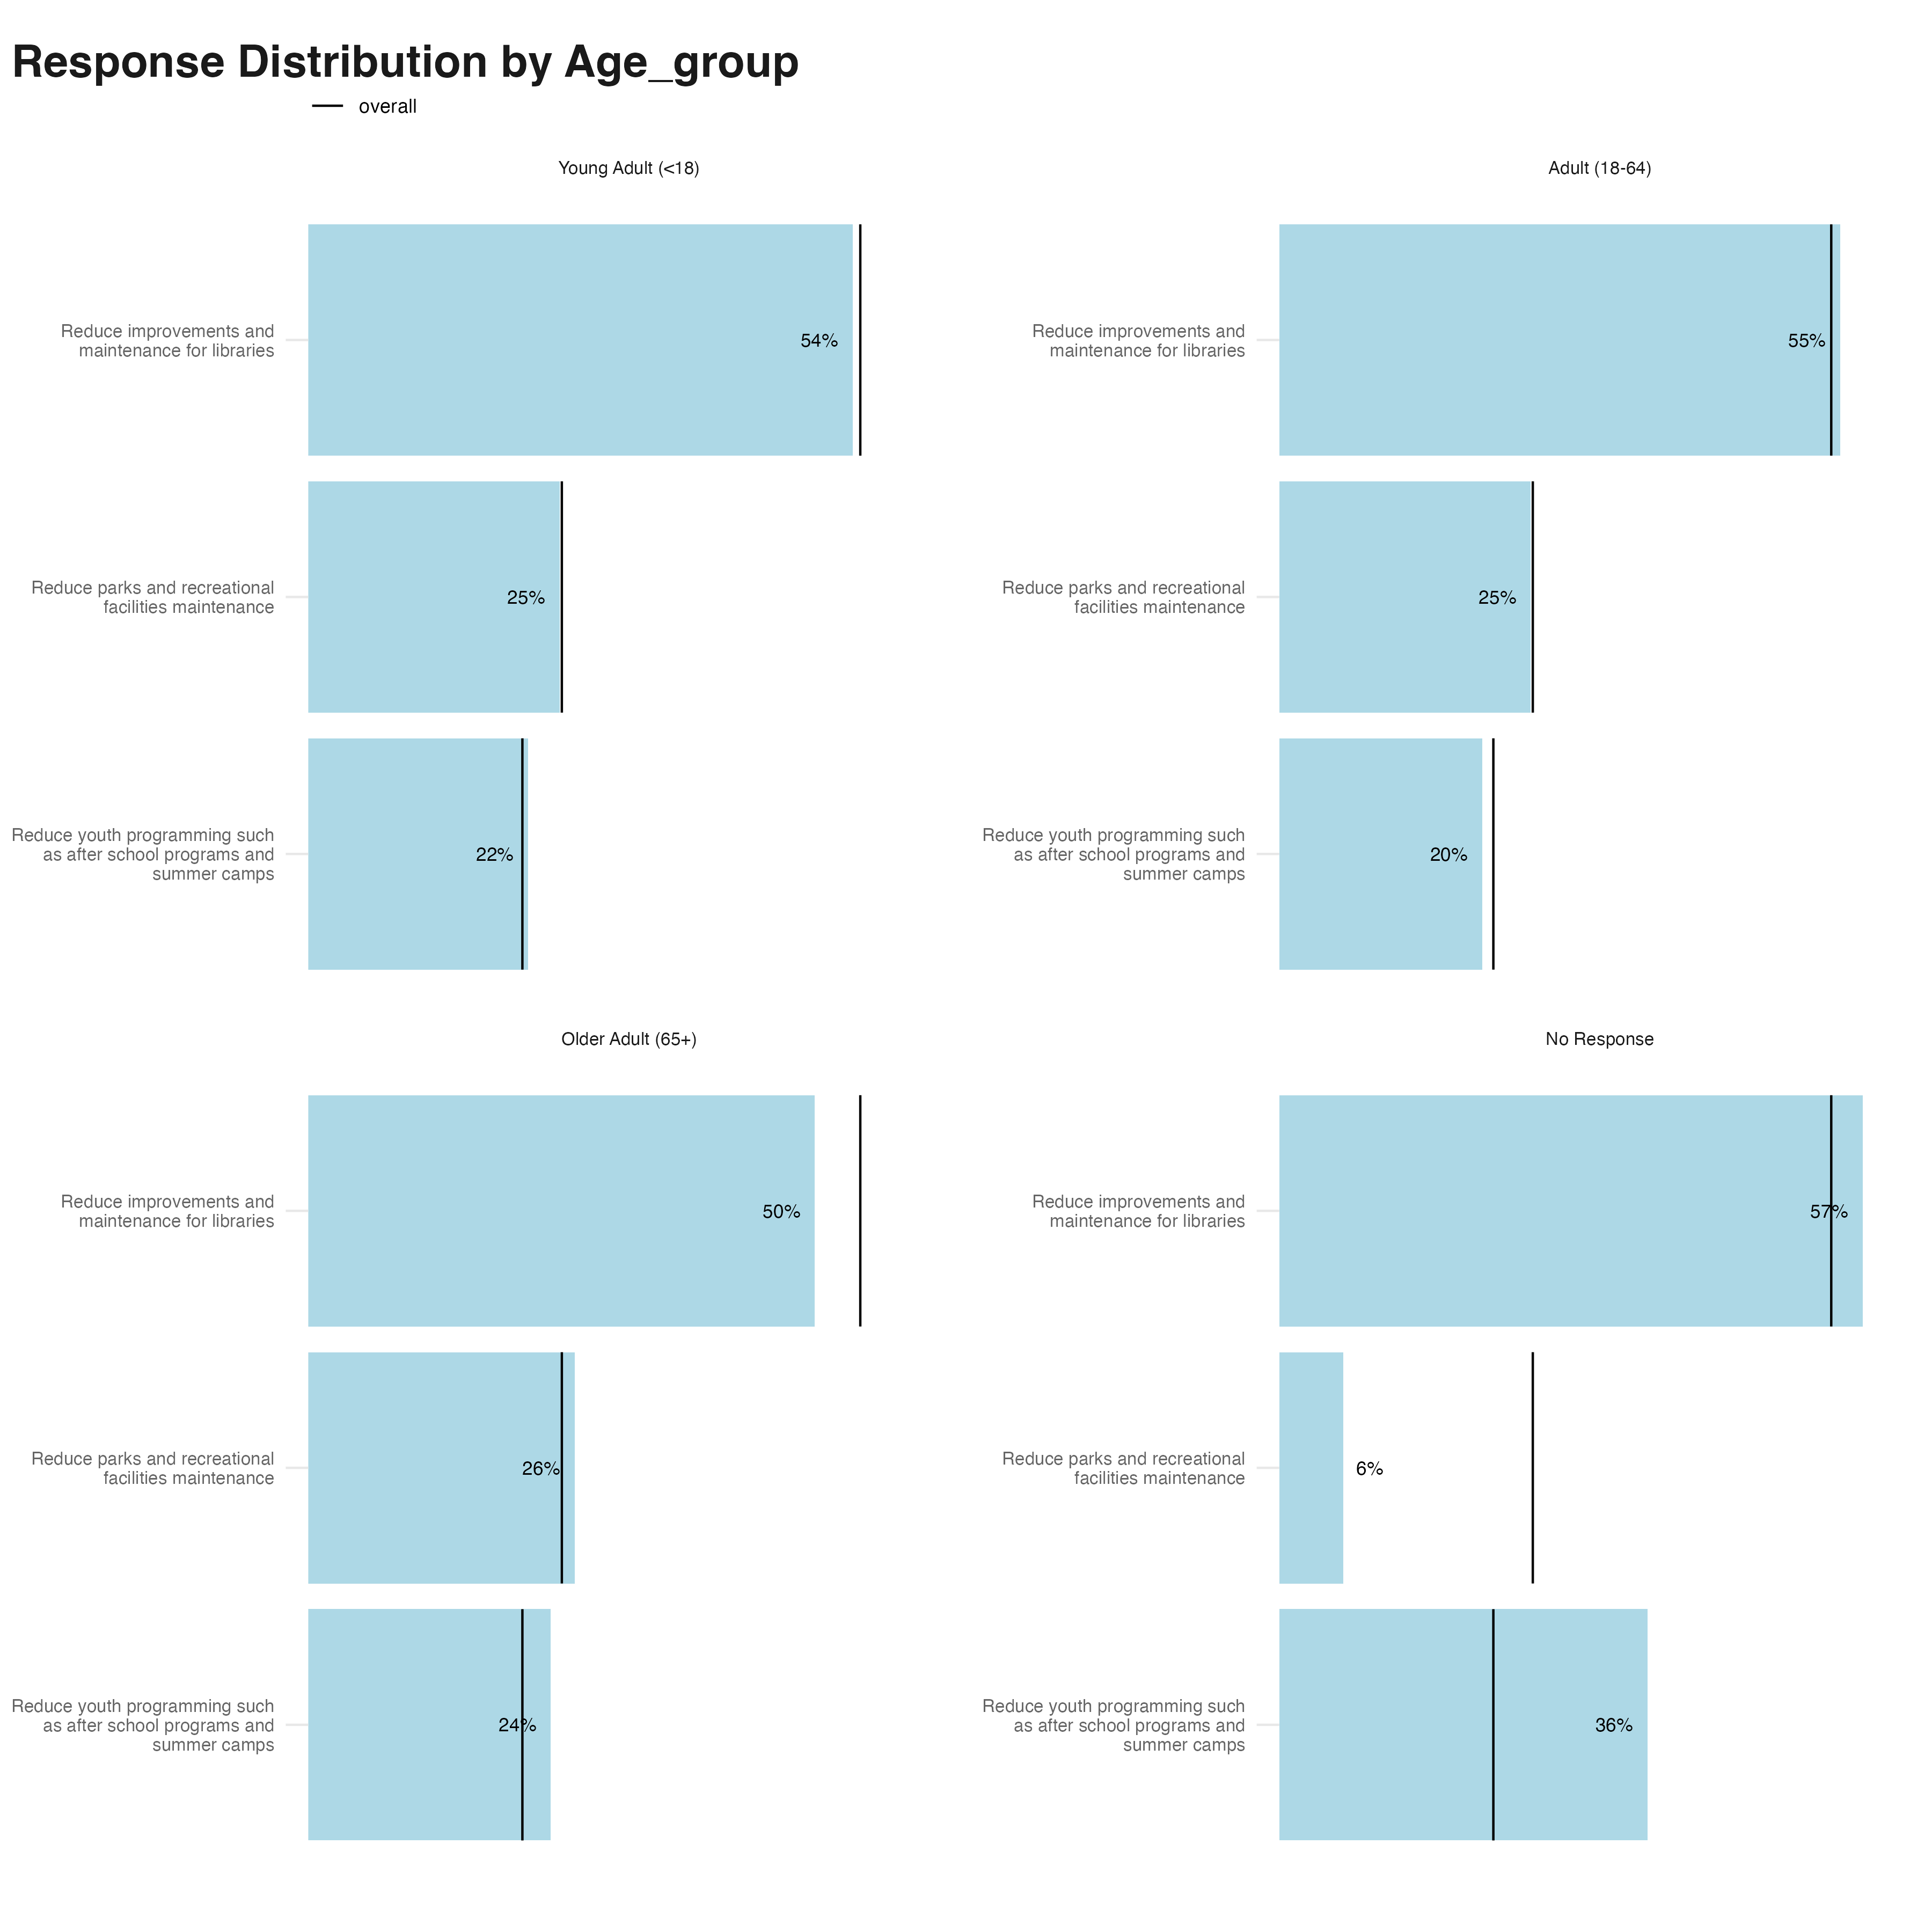 Response Distribution by Age_group
overall
Young Adult (<18)
Reduce improvements and
maintenance for libraries
54%
Reduce parks and recreational
facilities maintenance
25%
Reduce youth programming such
as after school programs and
summer camps
22%
Adult (18-64)
Reduce improvements and
maintenance for libraries
55%
Reduce parks and recreational
facilities maintenance
25%
Reduce youth programming such
as after school programs and
summer camps
20%
Older Adult (65+)
Reduce improvements and
maintenance for libraries
50%
Reduce parks and recreational
facilities maintenance
26%
Reduce youth programming such
as after school programs and
summer camps
24%
No Response
Reduce improvements and
maintenance for libraries
57%
Reduce parks and recreational
facilities maintenance
6%
Reduce youth programming such
as after school programs and
summer camps
36%